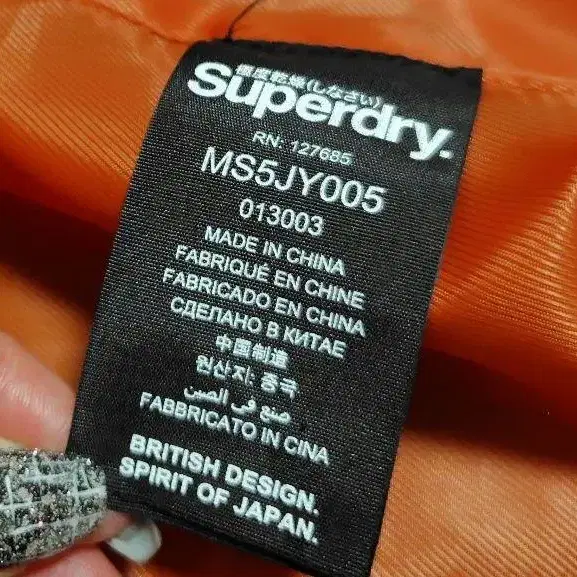 極度乾燥(しなさい)
Superdry.
RN: 127685
MS5JY005
013003
MADE IN CHINA
FABRIQUÉ EN CHINE
FABRICADO EN CHINA
СДЕЛАНО В КИТАЕ
中国制造
원산지: 중국
صنع في الصين
FABBRICATO IN CINA
BRITISH DESIGN.
SPIRIT OF JAPAN.